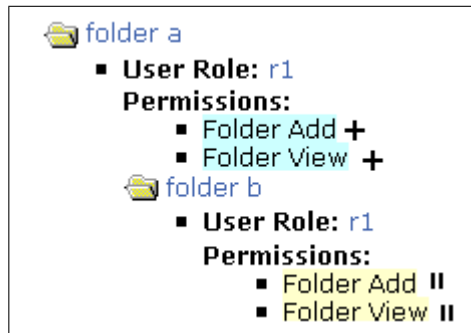 folder a
▪ User Role: r1
Permissions:
▪ Folder Add +
▪ Folder View +
folder b
▪ User Role: r1
Permissions:
▪ Folder Add II
▪ Folder View II